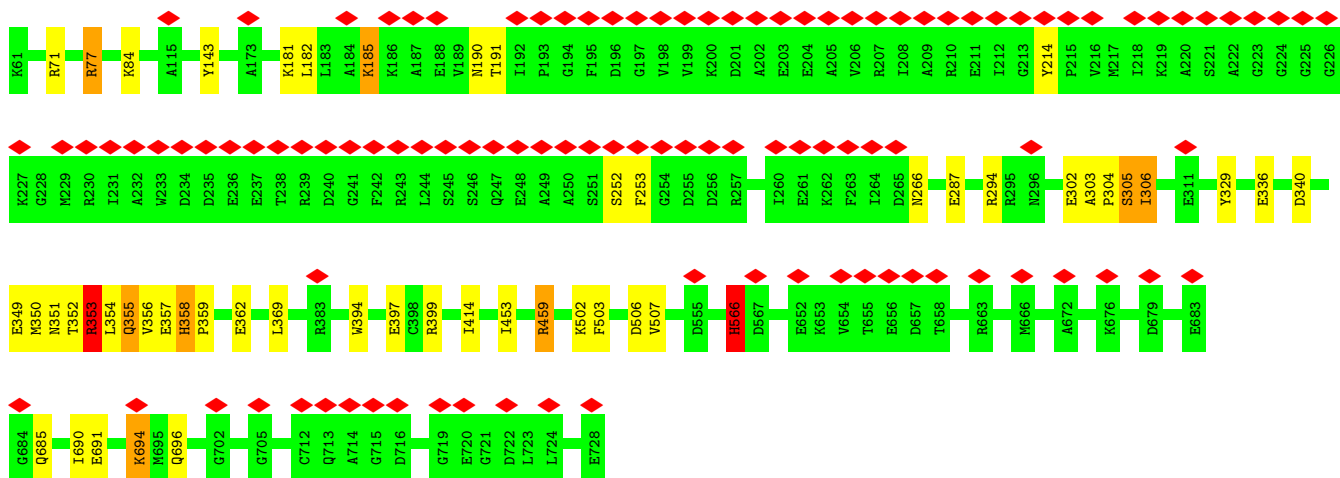 K61 R71 R77 K84 A115 Y143 A173 K181 L182 L183 A184 K185 K186 A187 E188 V189 N190 T191 I192 P193 G194 F195 D196 G197 V198 V199 K200 D201 A202 E203 E204 A205 V206 R207 I208 A209 R210 E211 I212 G213 Y214 P215 V216 M217 I218 K219 A220 S221 A222 G223 G224 G225 G226
K227 G228 M229 R230 I231 A232 W233 D234 D235 E236 E237 T238 R239 D240 G241 F242 R243 L244 S245 S246 Q247 E248 A249 A250 S251 S252 F253 G254 D255 D256 R257 I260 E261 K262 F263 I264 D265 N266 E287 R294 R295 N296 E302 A303 P304 S305 I306 E311 Y329 E336 D340
E349 M350 N351 T352 R353 L354 Q355 V356 E357 H358 P359 E362 L369 R383 W394 E397 C398 R399 I414 I453 R459 K502 F503 D506 V507 D555 H566 D567 E652 K653 V654 T655 E656 D657 T658 R663 M666 A672 K676 D679 E683
G684 Q685 I690 E691 K694 M695 Q696 G702 G705 C712 Q713 A714 G715 D716 G719 E720 G721 D722 L723 L724 E728